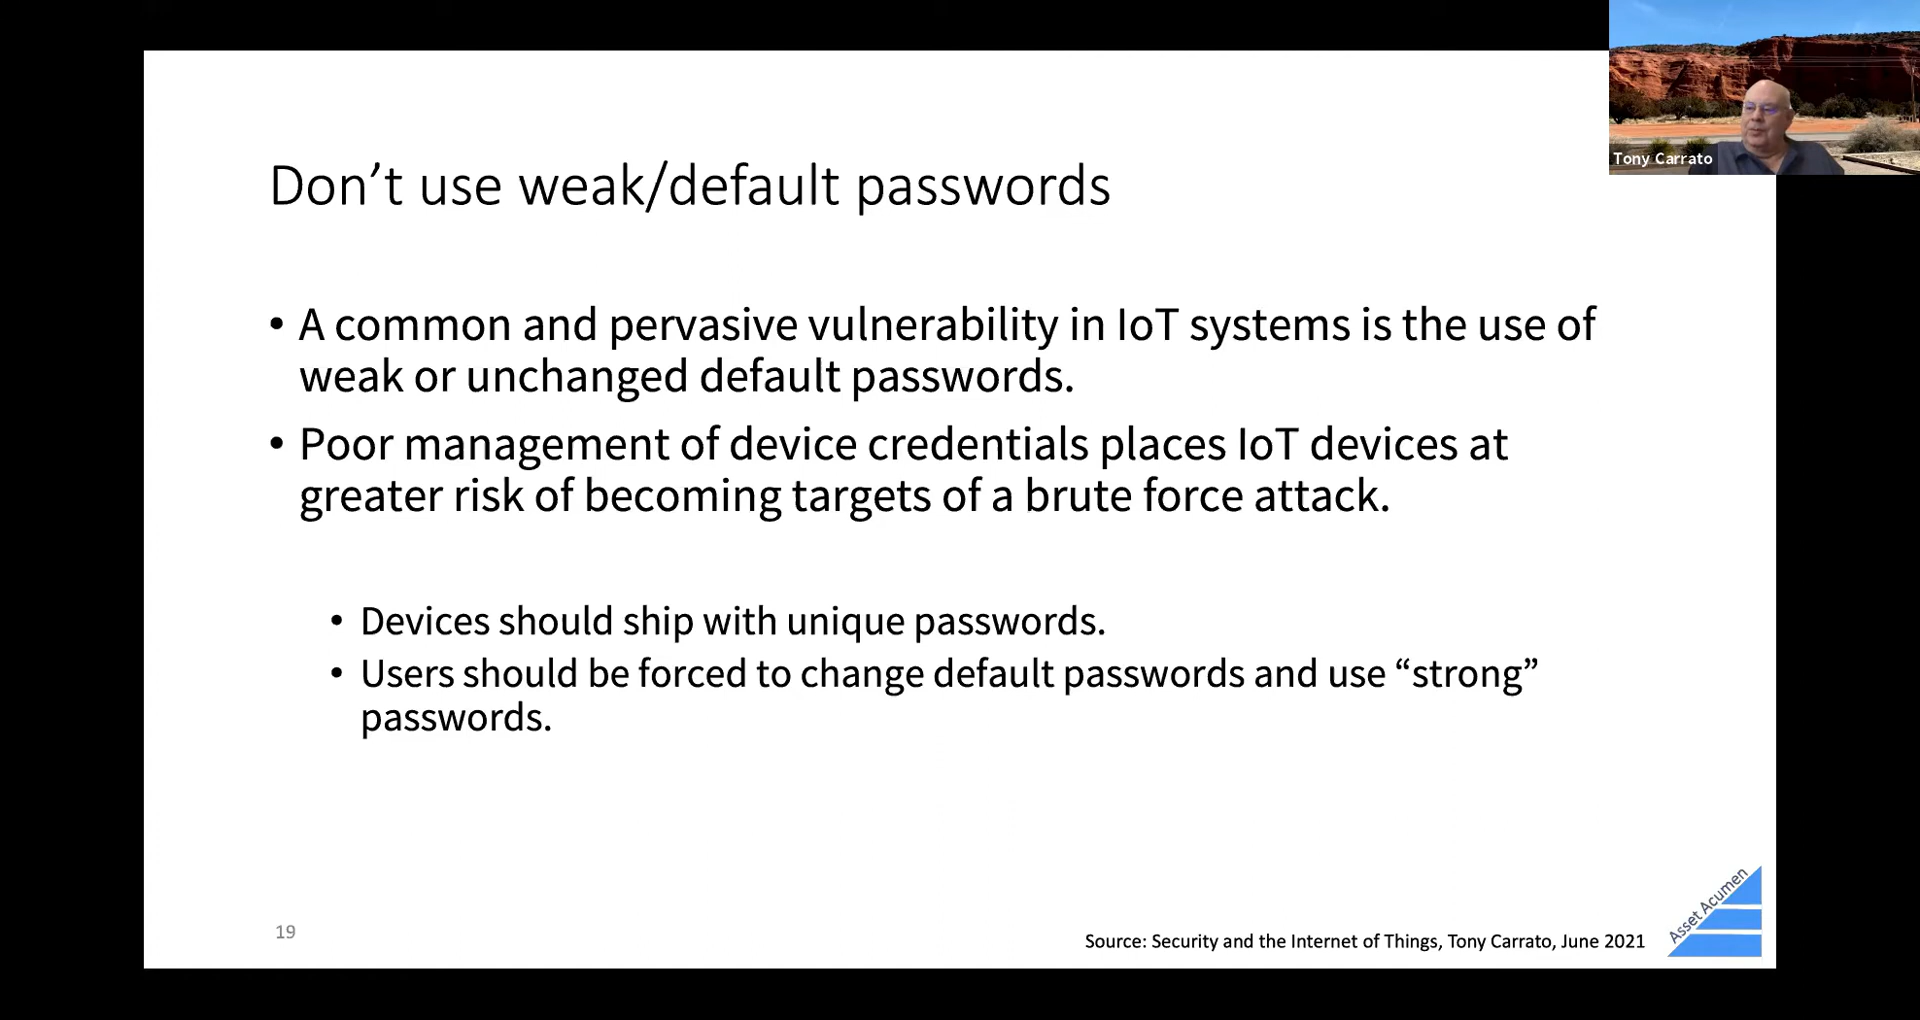 Tony Carrato
Don’t use weak/default passwords
• A common and pervasive vulnerability in IoT systems is the use of
weak or unchanged default passwords.
• Poor management of device credentials places IoT devices at
greater risk of becoming targets of a brute force attack.
• Devices should ship with unique passwords.
• Users should be forced to change default passwords and use “strong”
passwords.
19
Source: Security and the Internet of Things, Tony Carrato, June 2021
Asset Acumen